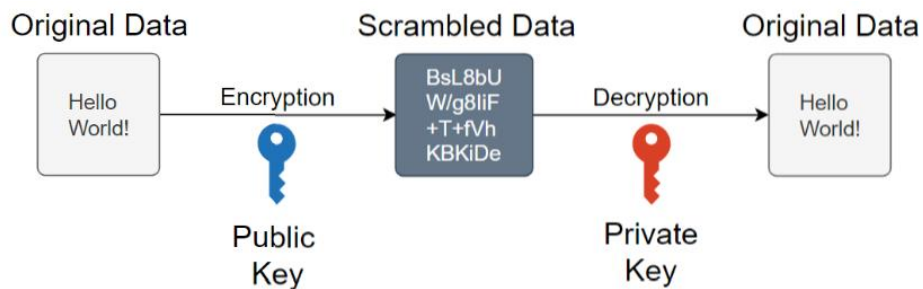 Original Data
Scrambled Data
Original Data
Hello
World!
Encryption
BsL8bU
W/g8IiF
+T+fVh
KBKiDe
Decryption
Hello
World!
Public
Key
Private
Key